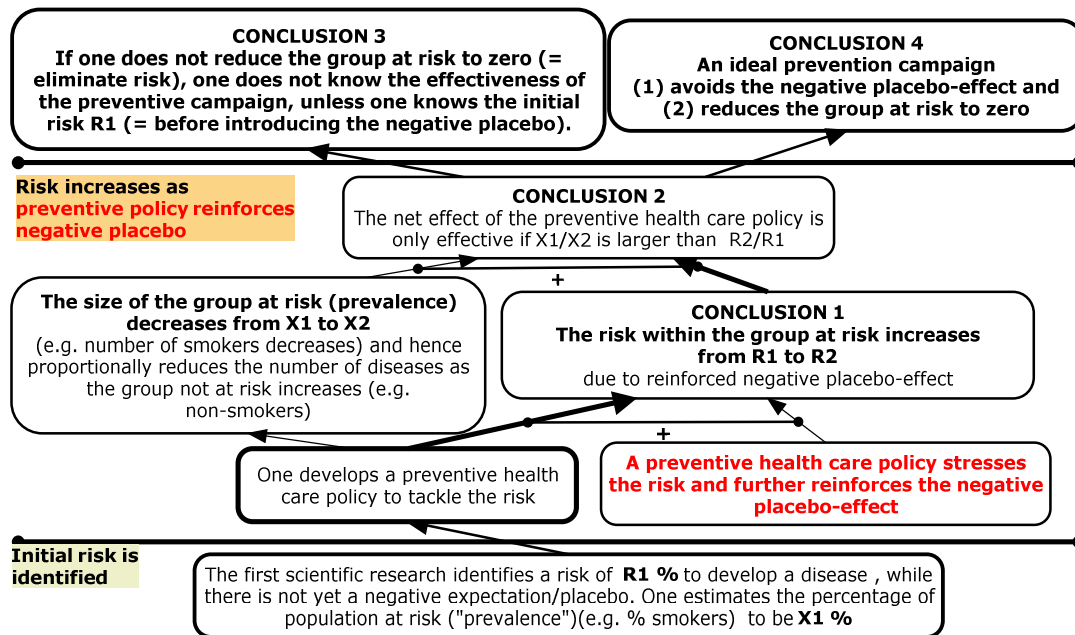 CONCLUSION 3
If one does not reduce the group at risk to zero (=
eliminate risk), one does not know the effectiveness of
the preventive campaign, unless one knows the initial
risk R1 (= before introducing the negative placebo).
CONCLUSION 4
An ideal prevention campaign
(1) avoids the negative placebo-effect and
(2) reduces the group at risk to zero
Risk increases as
preventive policy reinforces
negative placebo
CONCLUSION 2
The net effect of the preventive health care policy is
only effective if X1/X2 is larger than R2/R1
+
The size of the group at risk (prevalence)
decreases from X1 to X2
(e.g. number of smokers decreases) and hence
proportionally reduces the number of diseases as
the group not at risk increases (e.g.
non-smokers)
CONCLUSION 1
The risk within the group at risk increases
from R1 to R2
due to reinforced negative placebo-effect
+
One develops a preventive health
care policy to tackle the risk
A preventive health care policy stresses
the risk and further reinforces the negative
placebo-effect
Initial risk is
identified
The first scientific research identifies a risk of R1 % to develop a disease , while
there is not yet a negative expectation/placebo. One estimates the percentage of
population at risk ("prevalence")(e.g. % smokers) to be X1 %